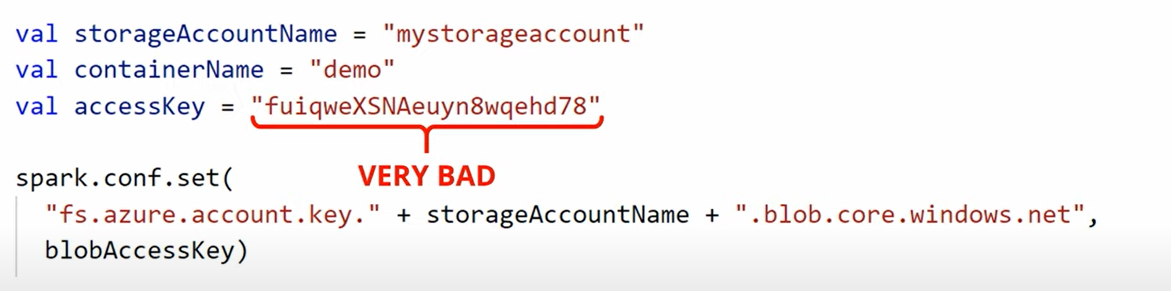 val storageAccountName = "mystorageaccount"
val containerName = "demo"
val accessKey = "fuiqweXSNAeuyn8wqehd78"
VERY BAD
spark.conf.set(
"fs.azure.account.key." + storageAccountName + ".blob.core.windows.net",
blobAccessKey)